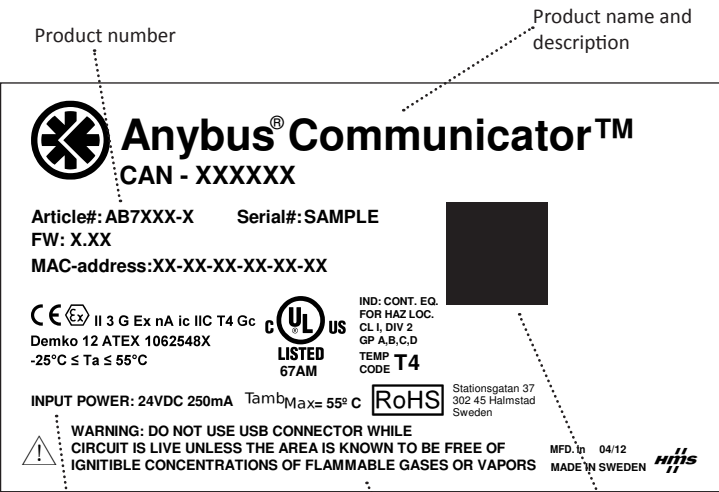 Product number
Product name and
description
Anybus® Communicator™
CAN - XXXXXX
Article#: AB7XXX-X Serial#: SAMPLE
FW: X.XX
MAC-address:XX-XX-XX-XX-XX-XX
CE Ex II 3 G Ex nA ic IIC T4 Gc
Demko 12 ATEX 1062548X
-25°C ≤ Ta ≤ 55°C
C UL US
LISTED
67AM
IND: CONT. EQ.
FOR HAZ LOC.
CL I, DIV 2
GP A,B,C,D
TEMP
CODE T4
INPUT POWER: 24VDC 250mA TambMax= 55º C RoHS
Stationsgatan 37
302 45 Halmstad
Sweden
WARNING: DO NOT USE USB CONNECTOR WHILE
CIRCUIT IS LIVE UNLESS THE AREA IS KNOWN TO BE FREE OF
IGNITIBLE CONCENTRATIONS OF FLAMMABLE GASES OR VAPORS
MFD. In 04/12
MADE IN SWEDEN HMS